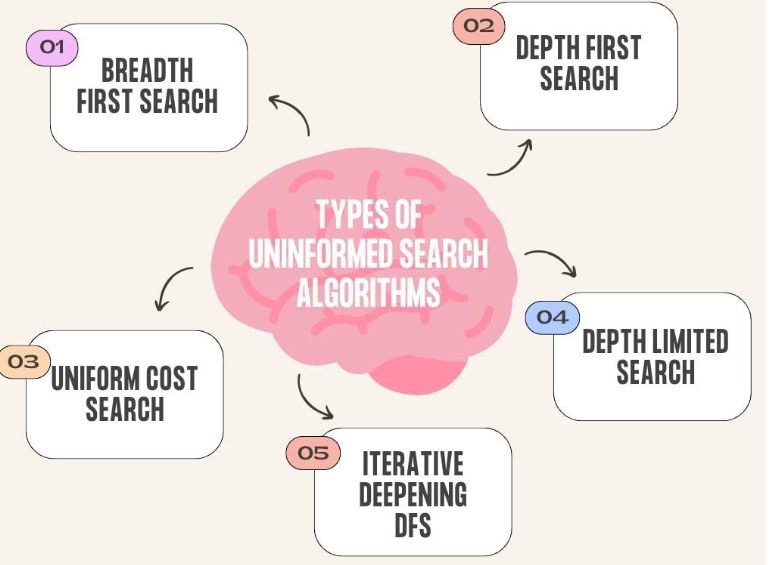 TYPES OF
UNINFORMED SEARCH
ALGORITHMS
01
BREADTH
FIRST SEARCH
02
DEPTH FIRST
SEARCH
03
UNIFORM COST
SEARCH
04
DEPTH LIMITED
SEARCH
05
ITERATIVE
DEEPENING
DFS